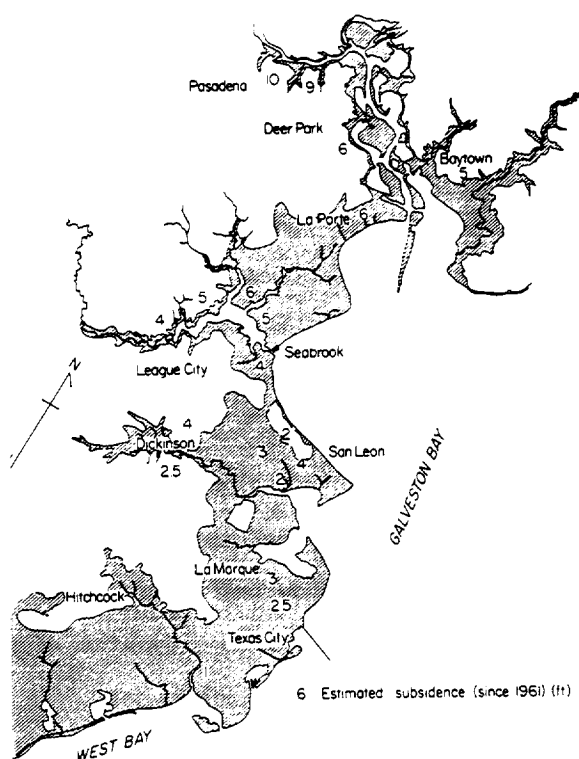 Pasadena
10
9
Deer Park
6
Baytown
5
La Porte
6
6
5
5
4
Seabrook
4
League City
N
4
Dickinson
2.5
2
3
San Leon
4
2
GALVESTON BAY
La Marque
3
Hitchcock
2.5
Texas City
6 Estimated subsidence (since 1961) (ft)
WEST BAY